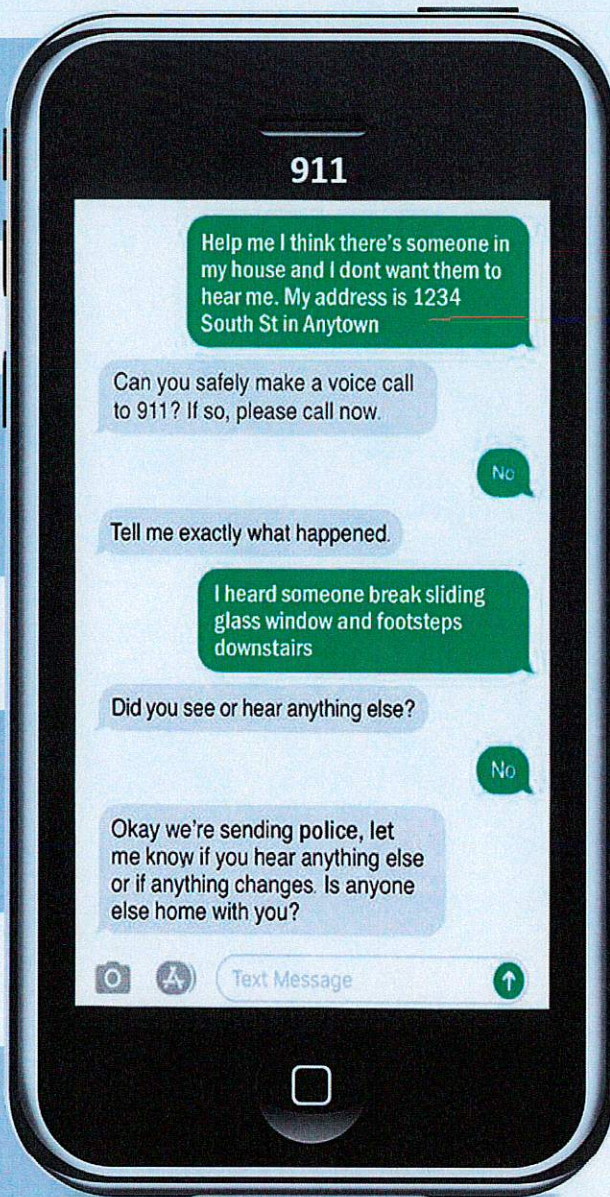 911
Help me I think there's someone in
my house and I dont want them to
hear me. My address is 1234
South St in Anytown
Can you safely make a voice call
to 911? If so, please call now.
No
Tell me exactly what happened.
I heard someone break sliding
glass window and footsteps
downstairs
Did you see or hear anything else?
No
Okay we're sending police, let
me know if you hear anything else
or if anything changes. Is anyone
else home with you?
Text Message